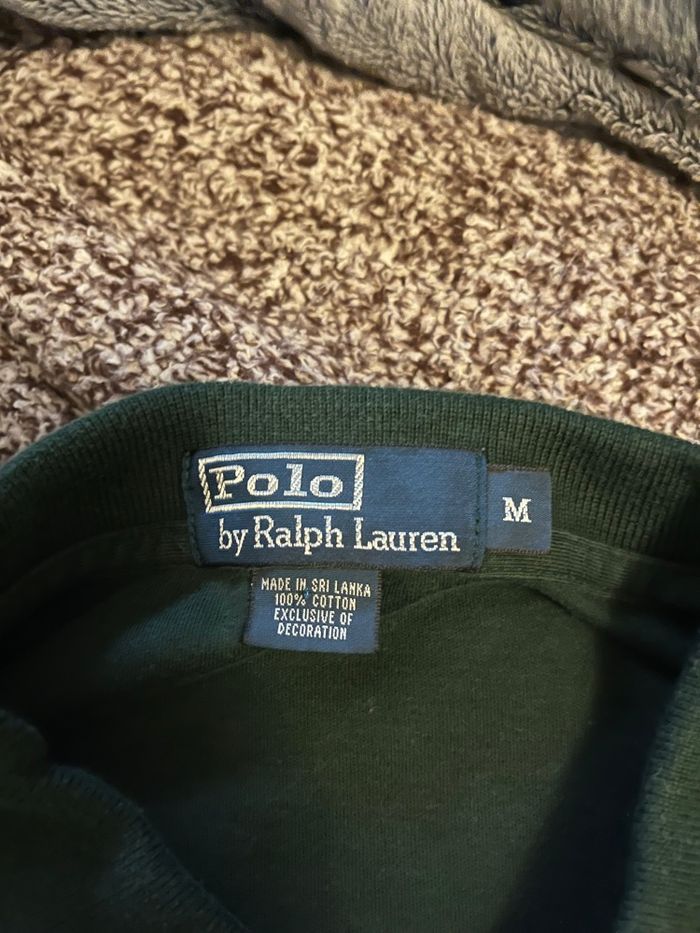 Polo
by Ralph Lauren
M
MADE IN SRI LANKA
100% COTTON
EXCLUSIVE OF
DECORATION